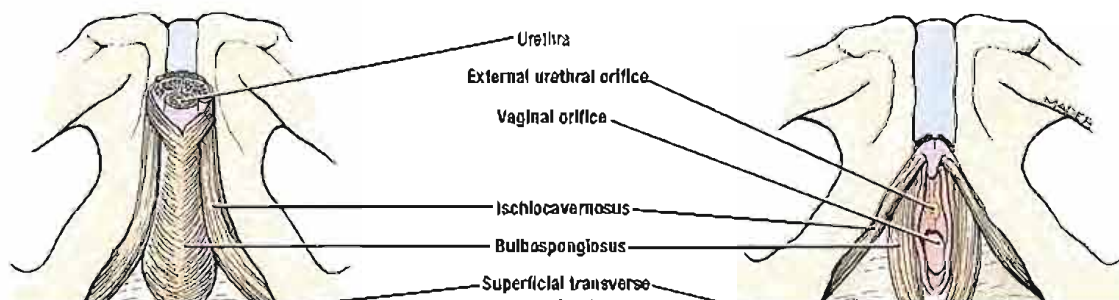 Urethra
External urethral orifice
Vaginal orifice
Ischiocavernosus
Bulbospongiosus
Superficial transverse